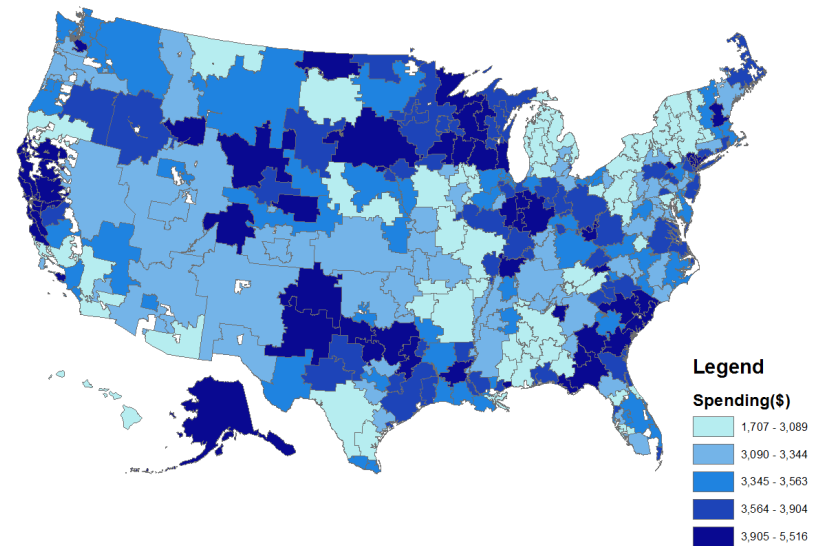 Legend
Spending($)
1,707 - 3,089
3,090 - 3,344
3,345 - 3,563
3,564 - 3,904
3,905 - 5,516